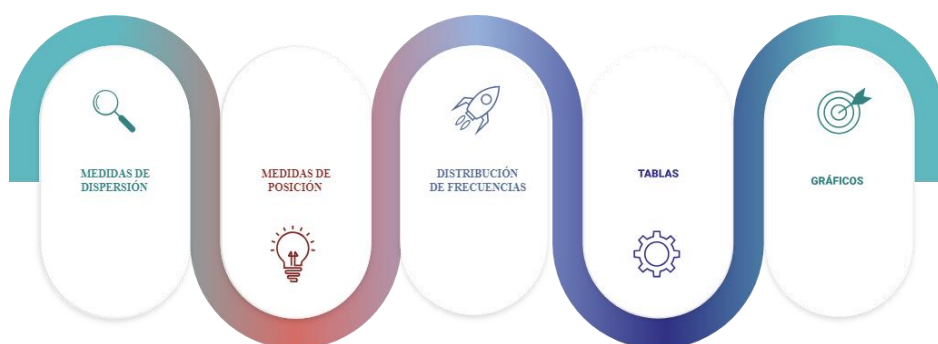 MEDIDAS DE
DISPERSIÓN
MEDIDAS DE
POSICIÓN
DISTRIBUCIÓN
DE FRECUENCIAS
TABLAS
GRÁFICOS